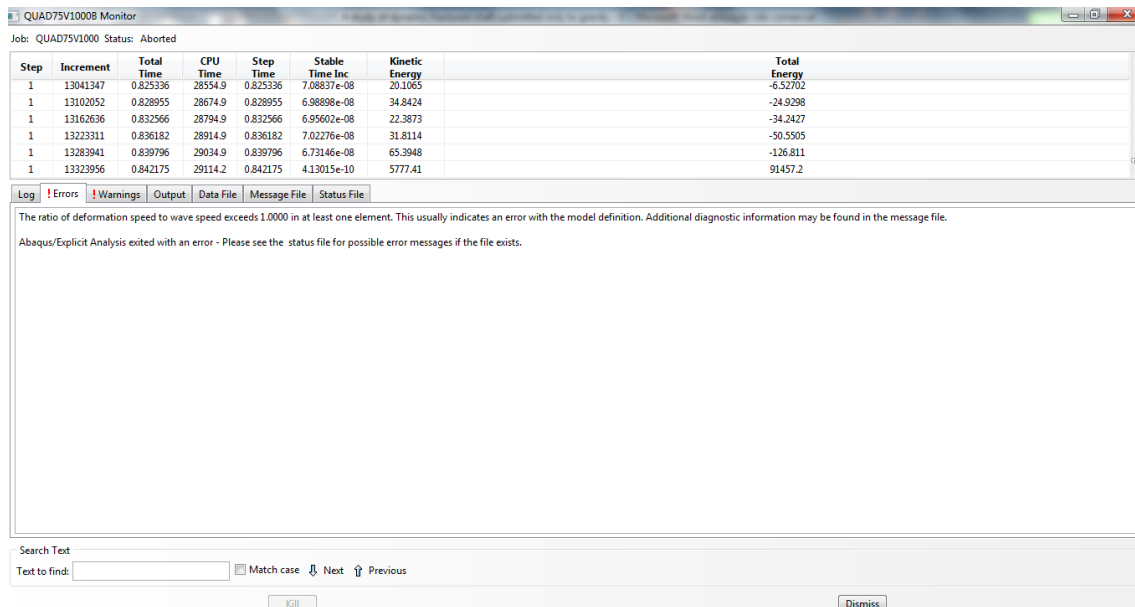 QUAD75V1000B Monitor
Job: QUAD75V1000 Status: Aborted
Step Increment Total Time CPU Time Step Time Stable Time Inc Kinetic Energy Total Energy
1 13041347 0.825336 28554.9 0.825336 7.08837e-08 20.1065 -6.52702
1 13102052 0.828955 28674.9 0.828955 6.98898e-08 34.8424 -24.9298
1 13162636 0.832566 28794.9 0.832566 6.95602e-08 22.3873 -34.2427
1 13223311 0.836182 28914.9 0.836182 7.02276e-08 31.8114 -50.5505
1 13283941 0.839796 29034.9 0.839796 6.73146e-08 65.3948 -126.811
1 13323956 0.842175 29114.2 0.842175 4.13015e-10 5777.41 91457.2
Log ! Errors ! Warnings Output Data File Message File Status File
The ratio of deformation speed to wave speed exceeds 1.0000 in at least one element. This usually indicates an error with the model definition. Additional diagnostic information may be found in the message file.
Abaqus/Explicit Analysis exited with an error - Please see the status file for possible error messages if the file exists.
Search Text
Text to find: Match case Next Previous
Kill Dismiss